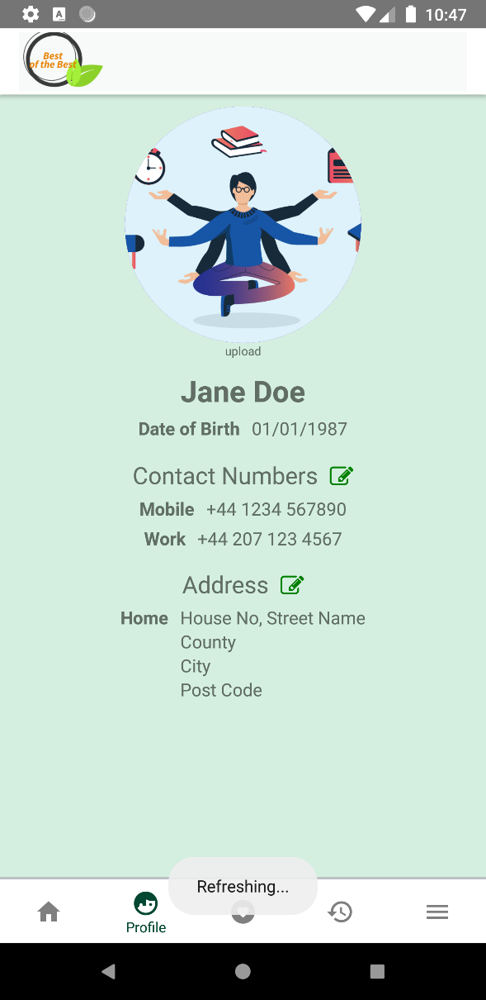 A
10:47
Best
of the Best
upload
Jane Doe
Date of Birth 01/01/1987
Contact Numbers
Mobile +44 1234 567890
Work +44 207 123 4567
Address
Home House No, Street Name
County
City
Post Code
Refreshing...
Profile